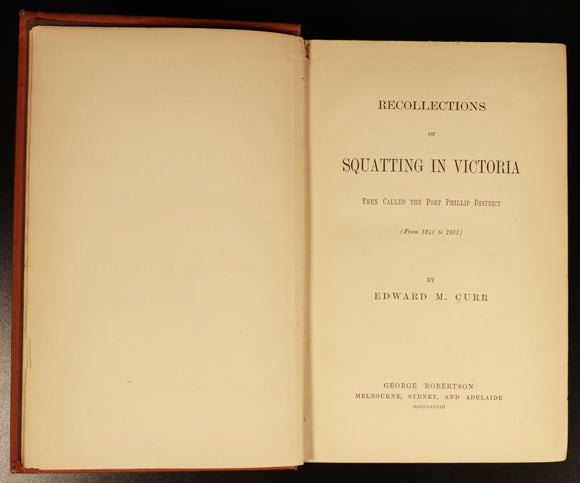 RECOLLECTIONS
OF
SQUATTING IN VICTORIA
THEN CALLED THE PORT PHILLIP DISTRICT
(From 1841 to 1851)
BY
EDWARD M. CURR
GEORGE ROBERTSON
MELBOURNE, SYDNEY, AND ADELAIDE
MDCCCLXXXIII